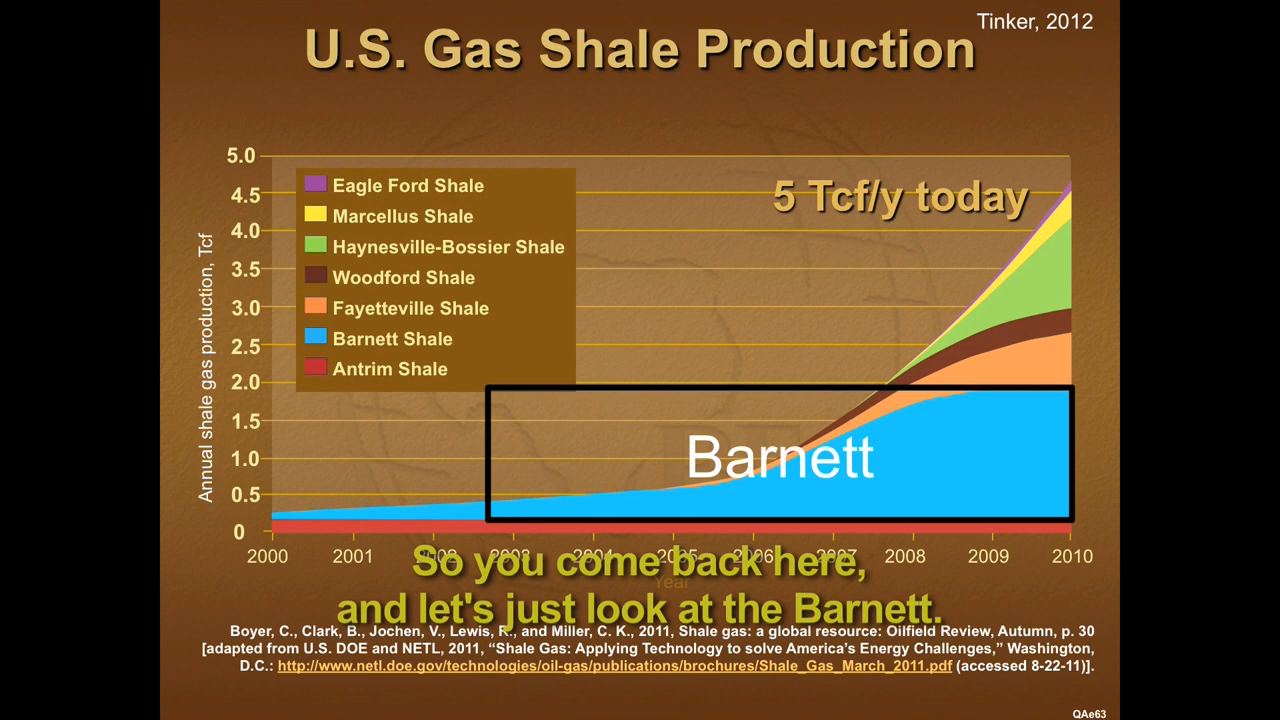 Tinker, 2012
U.S. Gas Shale Production
5.0
4.5
4.0
3.5
3.0
2.5
2.0
1.5
1.0
0.5
0
Annual shale gas production, Tcf
Eagle Ford Shale
Marcellus Shale
Haynesville-Bossier Shale
Woodford Shale
Fayetteville Shale
Barnett Shale
Antrim Shale
5 Tcf/y today
Barnett
2000 2001 2002 2003 2004 2005 2006 2007 2008 2009 2010
Year
So you come back here,
and let's just look at the Barnett.
Boyer, C., Clark, B., Jochen, V., Lewis, R., and Miller, C. K., 2011, Shale gas: a global resource: Oilfield Review, Autumn, p. 30
[adapted from U.S. DOE and NETL, 2011, “Shale Gas: Applying Technology to solve America’s Energy Challenges,” Washington,
D.C.: http://www.netl.doe.gov/technologies/oil-gas/publications/brochures/Shale_Gas_March_2011.pdf (accessed 8-22-11)].
QAe63